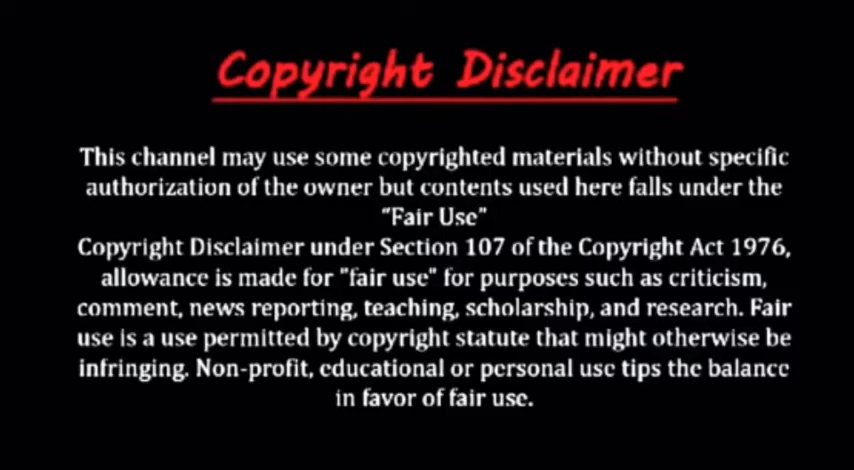 Copyright Disclaimer
This channel may use some copyrighted materials without specific
authorization of the owner but contents used here falls under the
“Fair Use”
Copyright Disclaimer under Section 107 of the Copyright Act 1976,
allowance is made for "fair use" for purposes such as criticism,
comment, news reporting, teaching, scholarship, and research. Fair
use is a use permitted by copyright statute that might otherwise be
infringing. Non-profit, educational or personal use tips the balance
in favor of fair use.